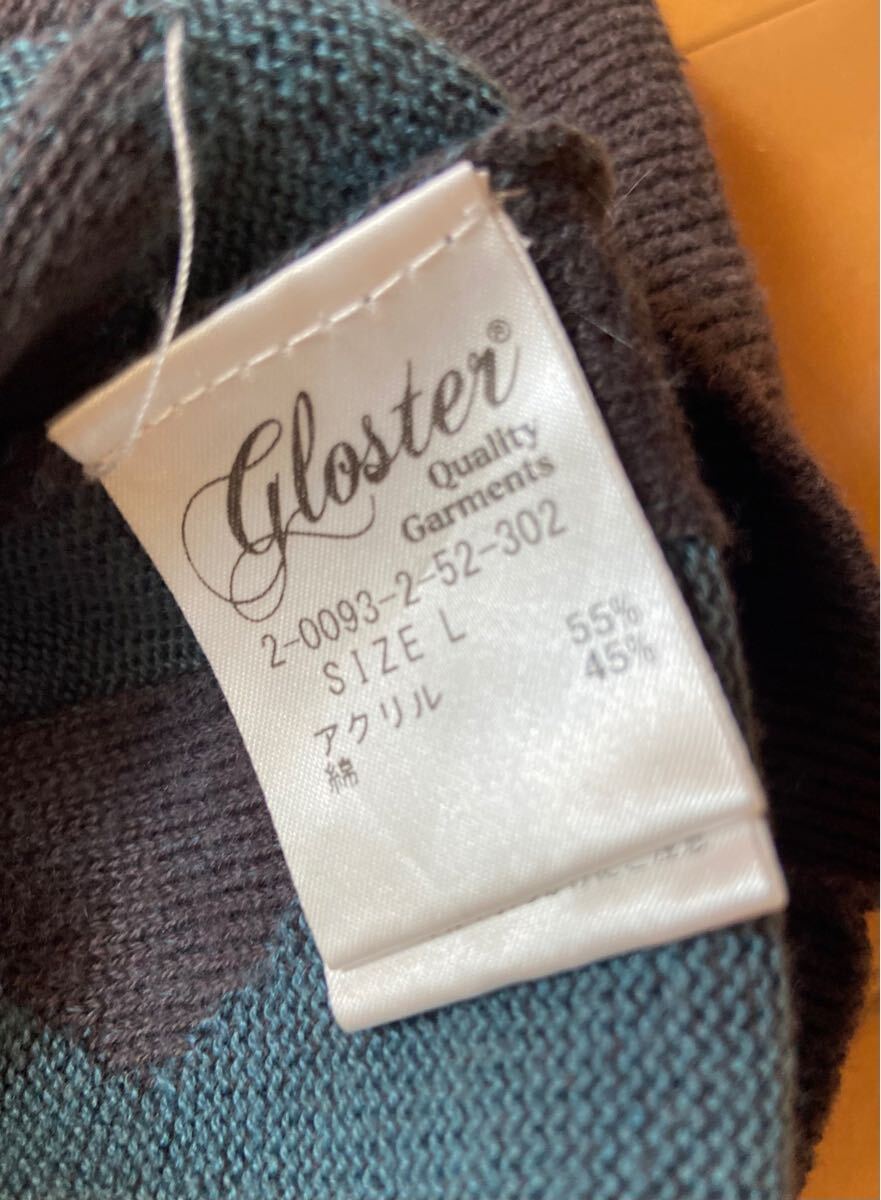 Gloster®
Quality
Garments
2-0093-2-52-302
SIZE L
アクリル 55%
綿 45%